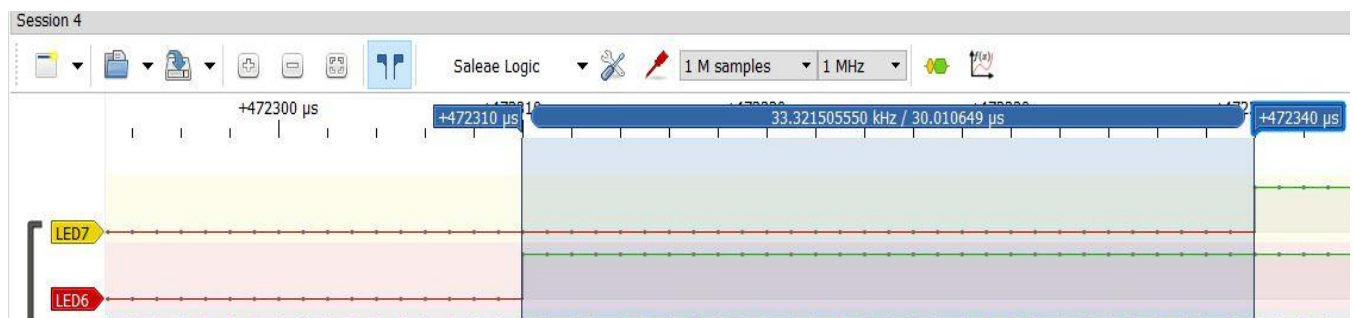 Session 4
Saleae Logic 1 M samples 1 MHz
+472300 µs +472310 µs 33.321505550 kHz / 30.010649 µs +472340 µs
LED7
LED6